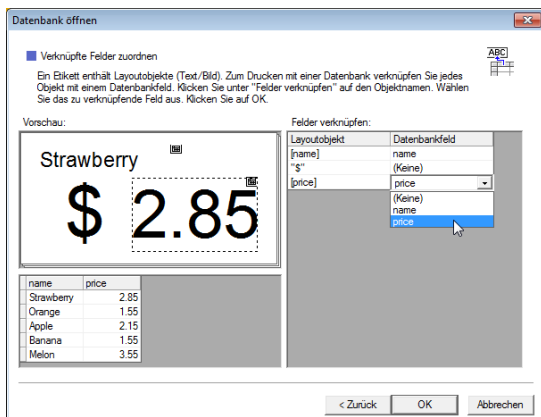 Datenbank öffnen
Verknüpfte Felder zuordnen
ABC
Ein Etikett enthält Layoutobjekte (Text/Bild). Zum Drucken mit einer Datenbank verknüpfen Sie jedes
Objekt mit einem Datenbankfeld. Klicken Sie unter "Felder verknüpfen" auf den Objektnamen. Wählen
Sie das zu verknüpfende Feld aus. Klicken Sie auf OK.
Vorschau:
Strawberry
$ 2.85
Felder verknüpfen:
Layoutobjekt Datenbankfeld
[name] name
"$" (Keine)
[price] price
(Keine)
name
price
name price
Strawberry 2.85
Orange 1.55
Apple 2.15
Banana 1.55
Melon 3.55
< Zurück OK Abbrechen